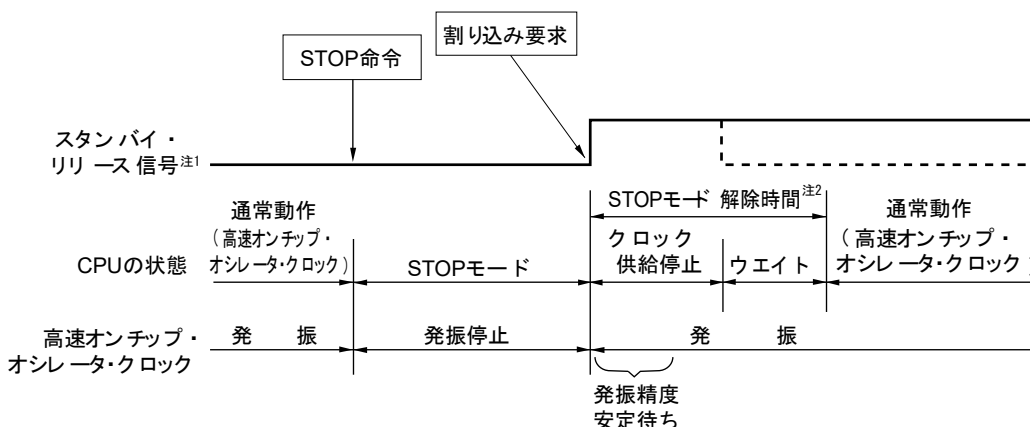 割り込み要求
STOP命令
スタンバイ・
リリース信号注1
STOPモード 解除時間注2
通常動作
(高速オンチップ・
オシレータ・クロック)
クロック
供給停止
通常動作
(高速オンチップ・
オシレータ・クロック)
CPUの状態
STOPモード
ウエイト
高速オンチップ・
オシレータ・クロック
発 振
発振停止
発 振
発振精度
安定待ち